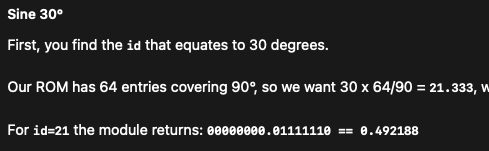 Sine 30°
First, you find the id that equates to 30 degrees.
Our ROM has 64 entries covering 90°, so we want 30 x 64/90 = 21.333,
For id=21 the module returns: 00000000.01111110 == 0.492188